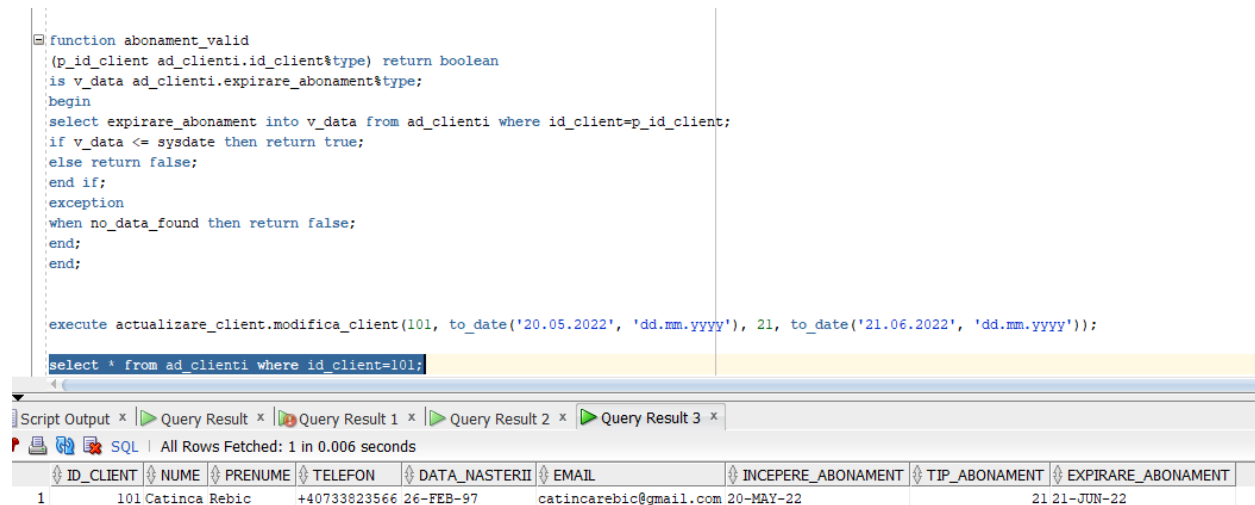 function abonament_valid
(p_id_client ad_clienti.id_client%type) return boolean
is v_data ad_clienti.expirare_abonament%type;
begin
select expirare_abonament into v_data from ad_clienti where id_client=p_id_client;
if v_data <= sysdate then return true;
else return false;
end if;
exception
when no_data_found then return false;
end;
end;
execute actualizare_client.modifica_client(101, to_date('20.05.2022', 'dd.mm.yyyy'), 21, to_date('21.06.2022', 'dd.mm.yyyy'));
select * from ad_clienti where id_client=101;
Script Output x Query Result x Query Result 1 x Query Result 2 x Query Result 3 x
SQL | All Rows Fetched: 1 in 0.006 seconds
ID_CLIENT NUME PRENUME TELEFON DATA_NASTERII EMAIL INCEPERE_ABONAMENT TIP_ABONAMENT EXPIRARE_ABONAMENT
1 101 Catinca Rebic +40733823566 26-FEB-97 catincarebic@gmail.com 20-MAY-22 21 21-JUN-22